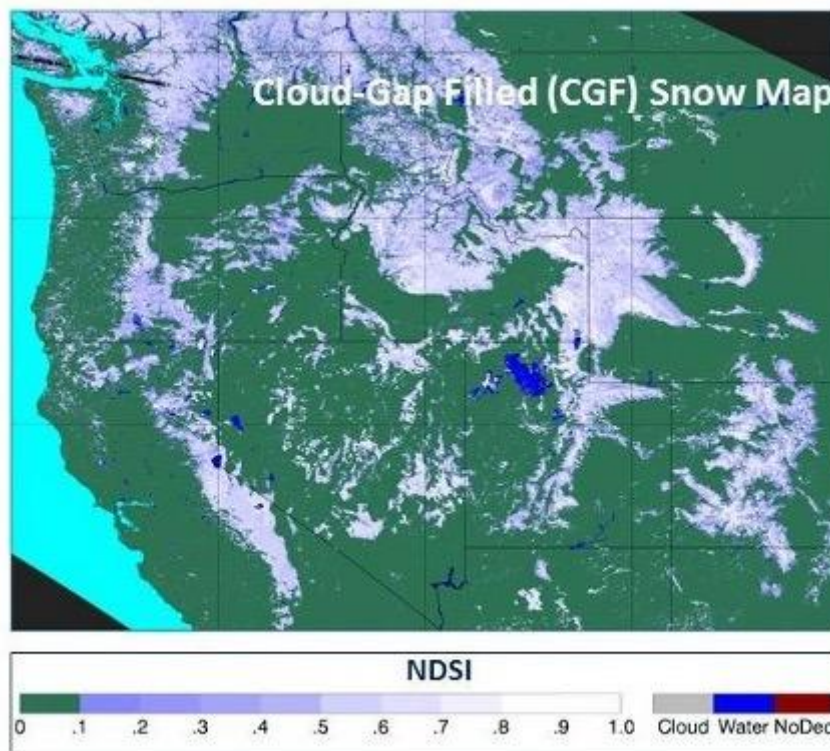 Cloud-Gap Filled (CGF) Snow Map
NDSI
0 .1 .2 .3 .4 .5 .6 .7 .8 .9 1.0 Cloud Water NoDec